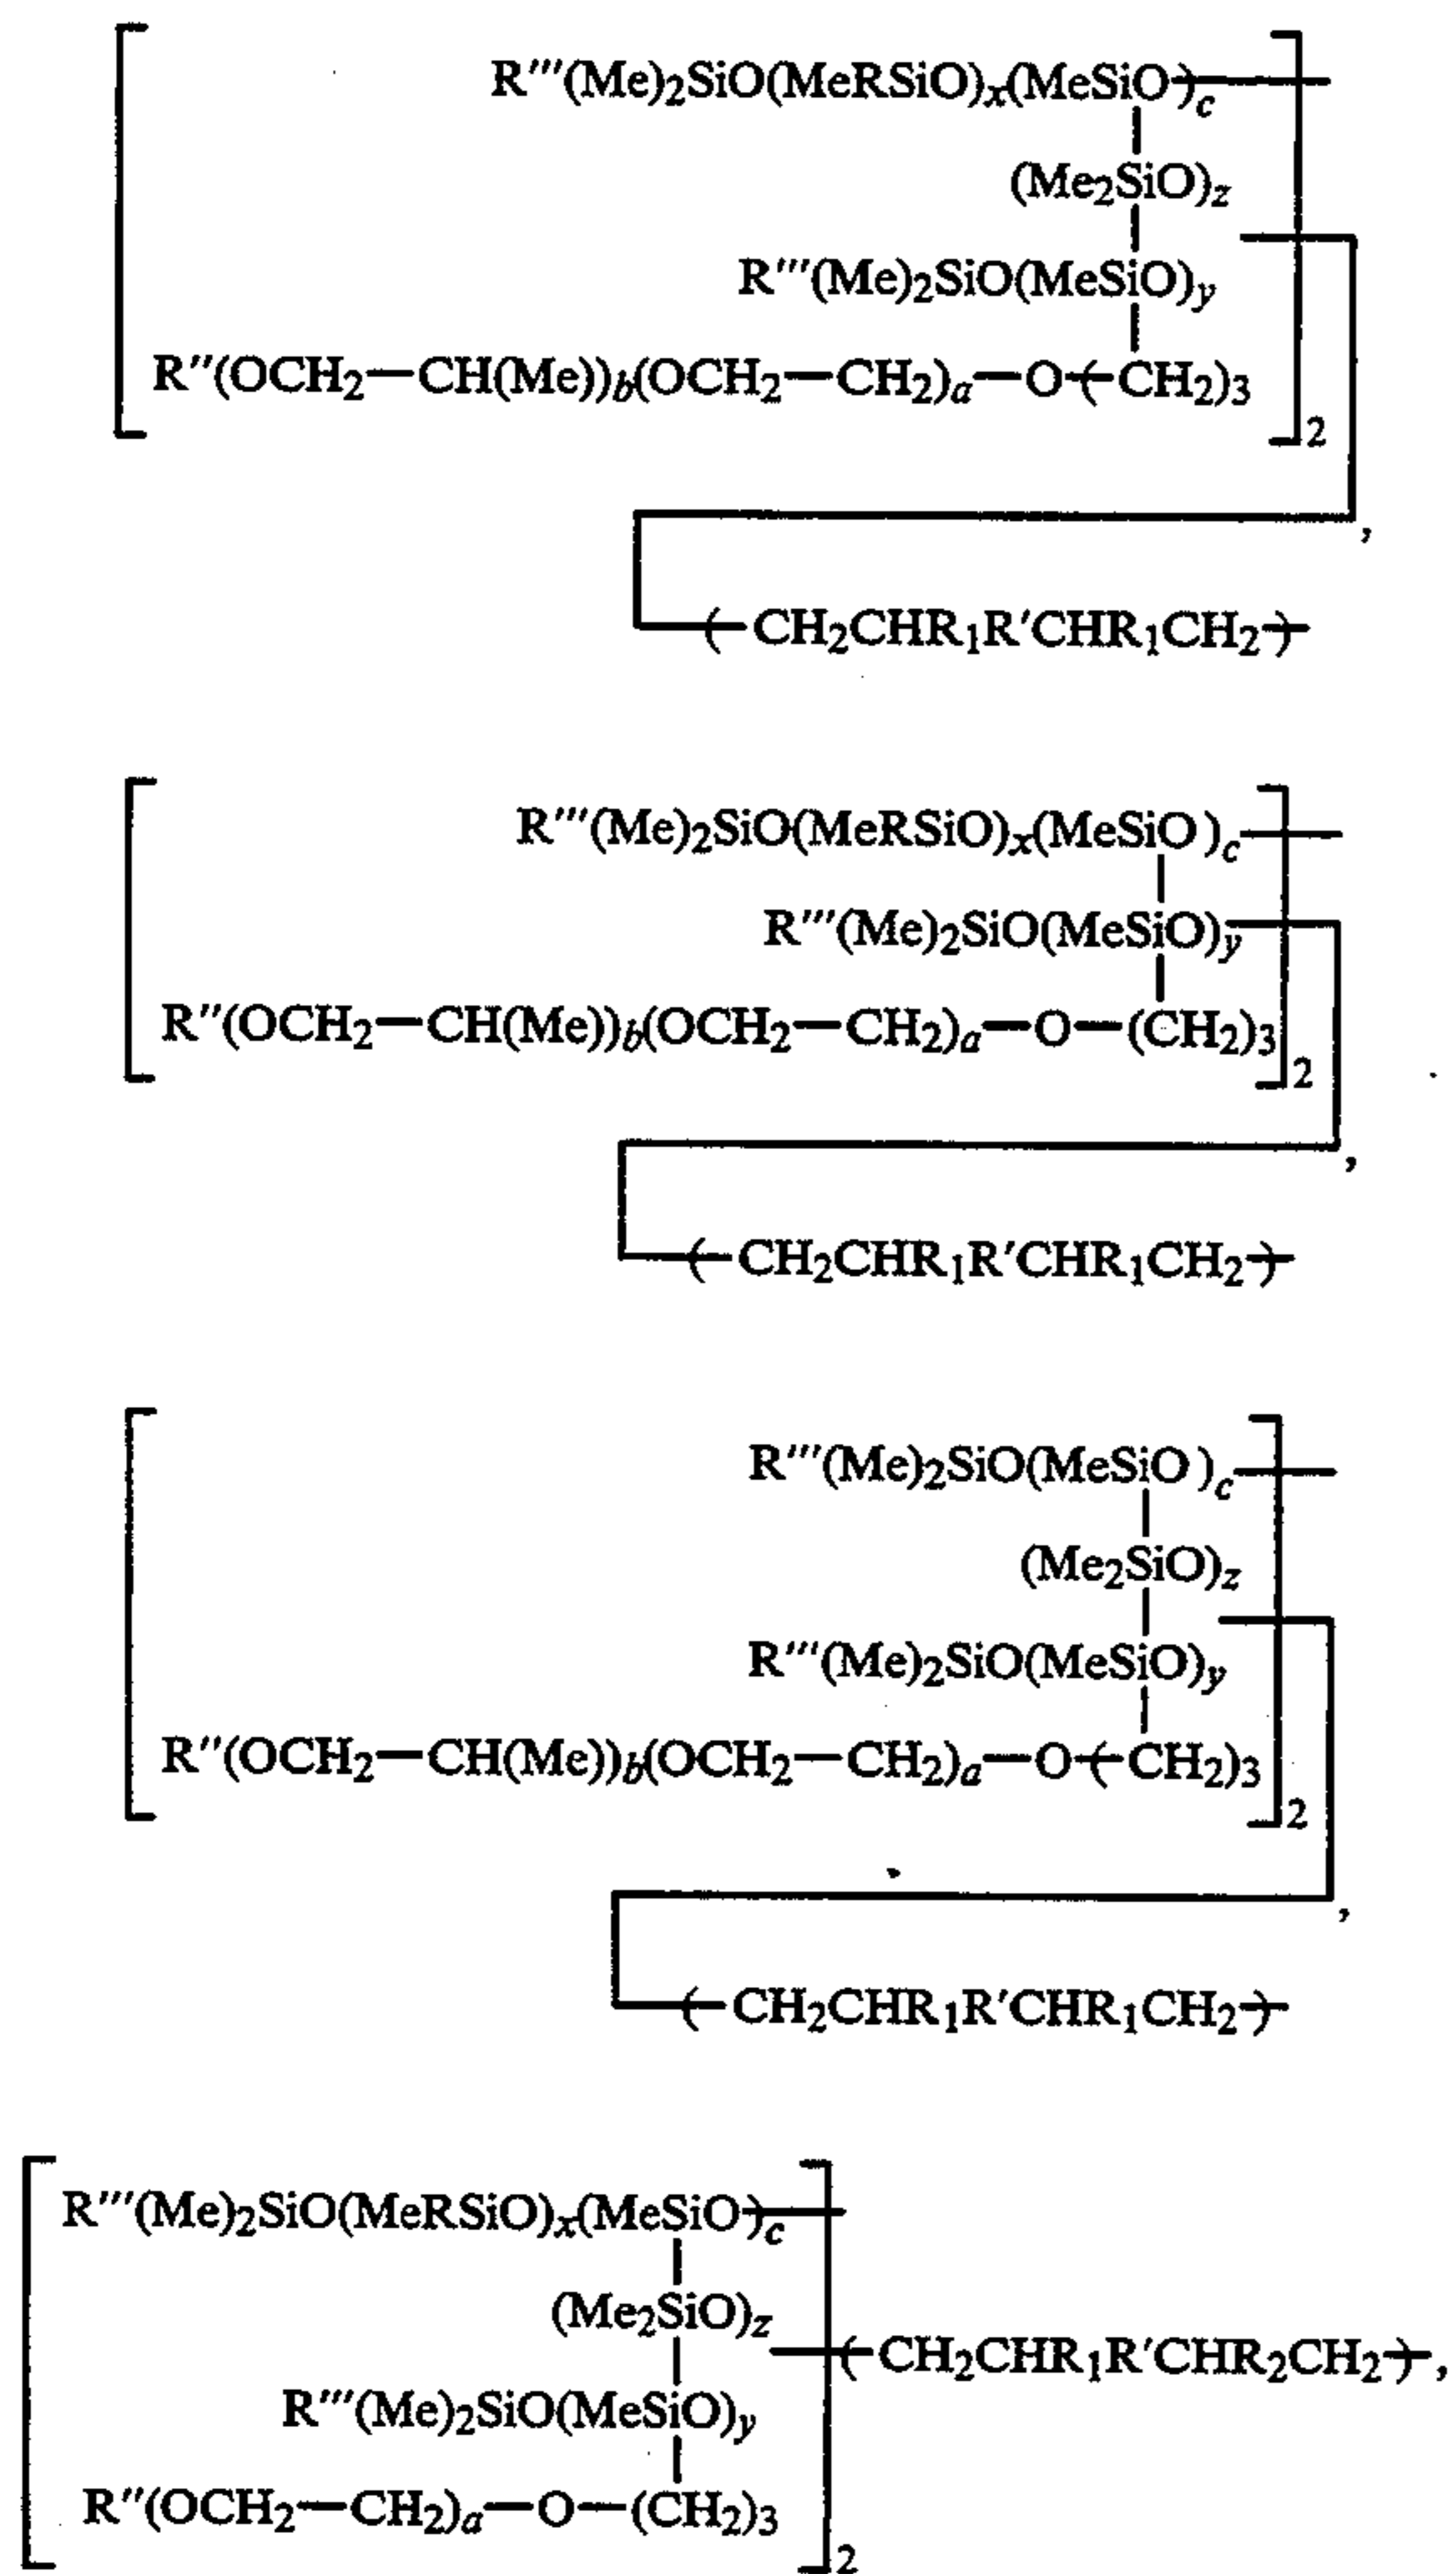 R'''(Me)₂SiO(MeRSiO)ₓ(MeSiO)c
(Me₂SiO)z
R'''(Me)₂SiO(MeSiO)y
R''(OCH₂—CH(Me))b(OCH₂—CH₂)a—O—(CH₂)₃
2
,
(CH₂CHR₁R'CHR₁CH₂)
R'''(Me)₂SiO(MeRSiO)ₓ(MeSiO)c
R'''(Me)₂SiO(MeSiO)y
R''(OCH₂—CH(Me))b(OCH₂—CH₂)a—O—(CH₂)₃
2
,
(CH₂CHR₁R'CHR₁CH₂)
R'''(Me)₂SiO(MeSiO)c
(Me₂SiO)z
R'''(Me)₂SiO(MeSiO)y
R''(OCH₂—CH(Me))b(OCH₂—CH₂)a—O—(CH₂)₃
2
,
(CH₂CHR₁R'CHR₁CH₂)
R'''(Me)₂SiO(MeRSiO)ₓ(MeSiO)c
(Me₂SiO)z
(CH₂CHR₁R'CHR₂CH₂),
R'''(Me)₂SiO(MeSiO)y
R''(OCH₂—CH₂)a—O—(CH₂)₃
2